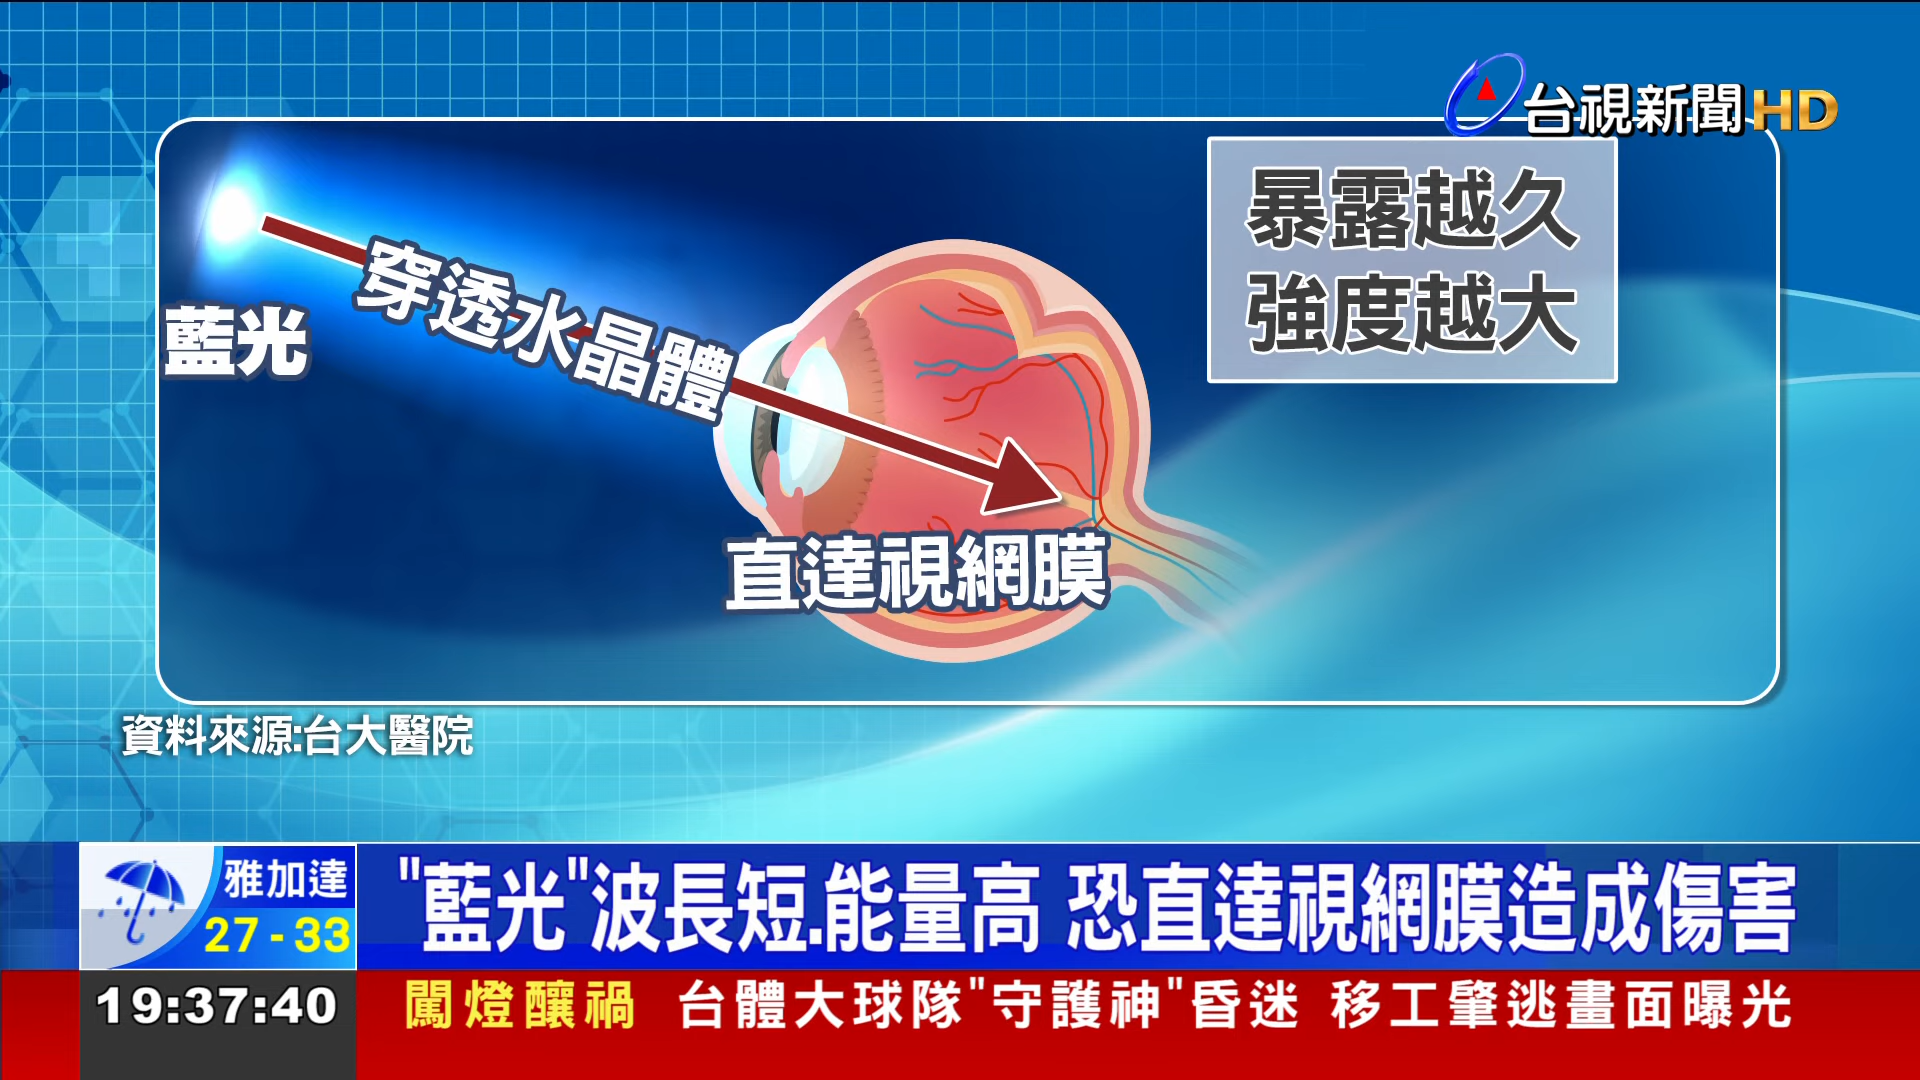 台視新聞HD
暴露越久
強度越大
藍光
穿透水晶體
直達視網膜
資料來源:台大醫院
雅加達
27-33
"藍光"波長短.能量高 恐直達視網膜造成傷害
19:37:40
闖燈釀禍 台體大球隊"守護神"昏迷 移工肇逃畫面曝光